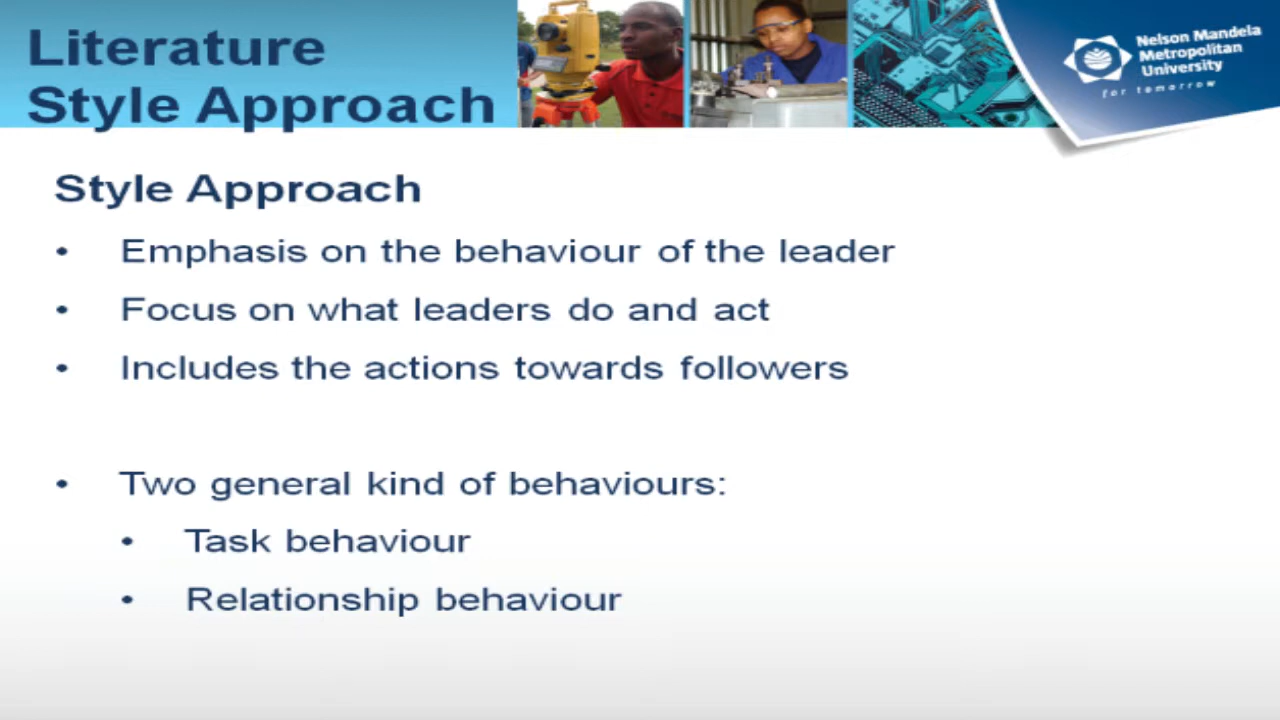 Literature
Style Approach
Nelson Mandela
Metropolitan
University
for tomorrow
Style Approach
• Emphasis on the behaviour of the leader
• Focus on what leaders do and act
• Includes the actions towards followers
• Two general kind of behaviours:
• Task behaviour
• Relationship behaviour